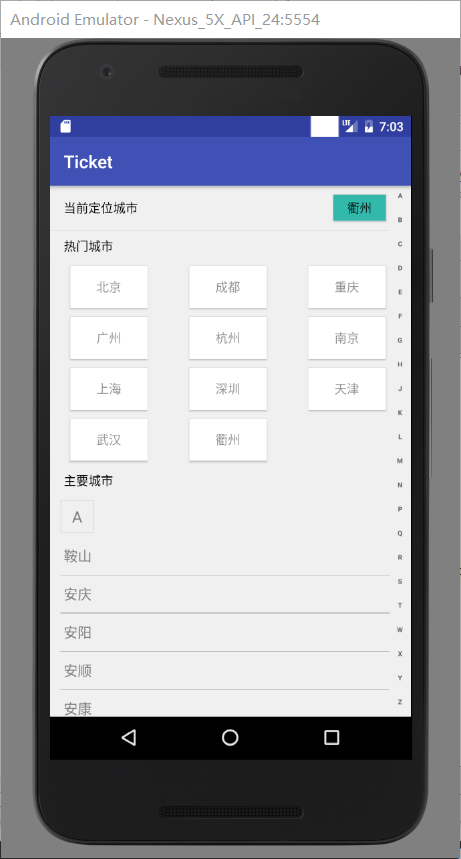 Android Emulator - Nexus_5X_API_24:5554
LTE 7:03
Ticket
当前定位城市 衢州
热门城市
北京 成都 重庆
广州 杭州 南京
上海 深圳 天津
武汉 衢州
主要城市
A
鞍山
安庆
安阳
安顺
安康
A
B
C
D
E
F
G
H
J
K
L
M
N
P
Q
R
S
T
W
X
Y
Z